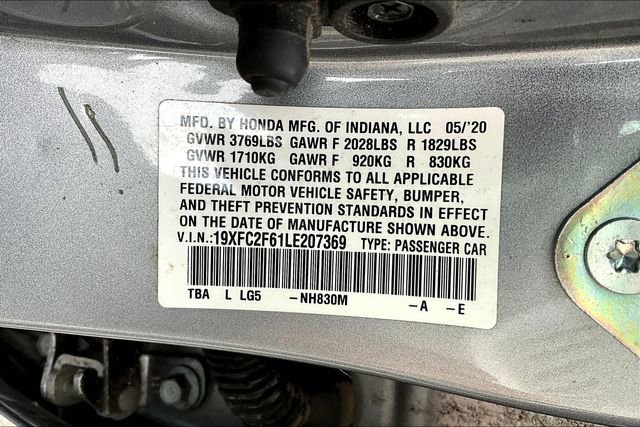 MFD. BY HONDA MFG. OF INDIANA, LLC 05/'20
GVWR 3769LBS GAWR F 2028LBS R 1829LBS
GVWR 1710KG GAWR F 920KG R 830KG
THIS VEHICLE CONFORMS TO ALL APPLICABLE
FEDERAL MOTOR VEHICLE SAFETY, BUMPER,
AND THEFT PREVENTION STANDARDS IN EFFECT
ON THE DATE OF MANUFACTURE SHOWN ABOVE.
V.I.N.:19XFC2F61LE207369 TYPE: PASSENGER CAR
TBA L LG5 –NH830M –A –E